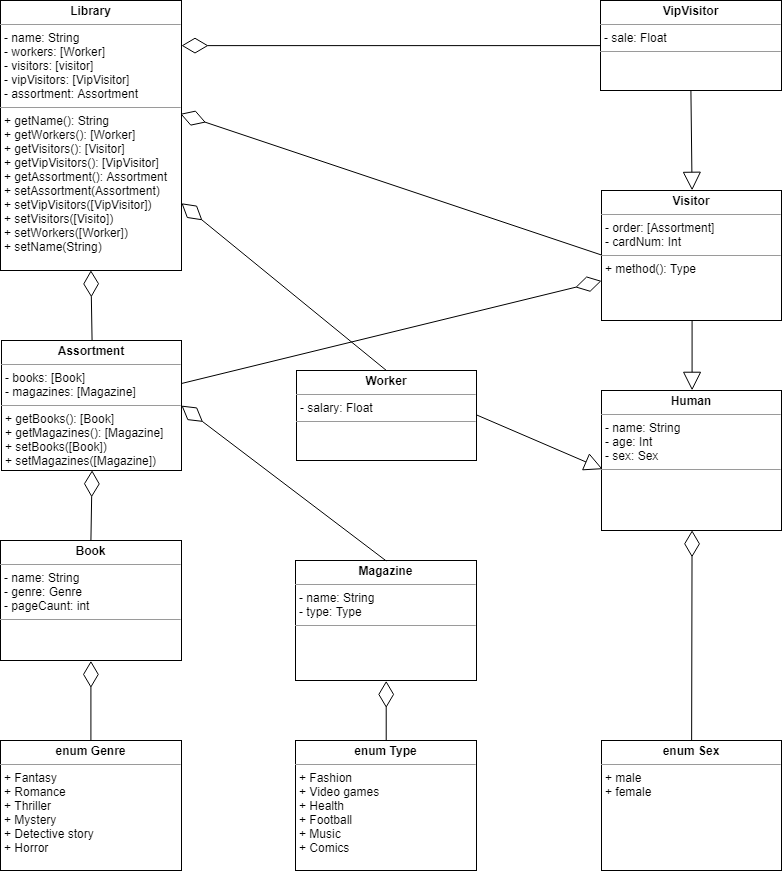 Library
- name: String
- workers: [Worker]
- visitors: [visitor]
- vipVisitors: [VipVisitor]
- assortment: Assortment
+ getName(): String
+ getWorkers(): [Worker]
+ getVisitors(): [Visitor]
+ getVipVisitors(): [VipVisitor]
+ getAssortment(): Assortment
+ setAssortment(Assortment)
+ setVipVisitors([VipVisitor])
+ setVisitors([Visito])
+ setWorkers([Worker])
+ setName(String)
VipVisitor
- sale: Float
Visitor
- order: [Assortment]
- cardNum: Int
+ method(): Type
Assortment
- books: [Book]
- magazines: [Magazine]
+ getBooks(): [Book]
+ getMagazines(): [Magazine]
+ setBooks([Book])
+ setMagazines([Magazine])
Worker
- salary: Float
Human
- name: String
- age: Int
- sex: Sex
Book
- name: String
- genre: Genre
- pageCaunt: int
Magazine
- name: String
- type: Type
enum Genre
+ Fantasy
+ Romance
+ Thriller
+ Mystery
+ Detective story
+ Horror
enum Type
+ Fashion
+ Video games
+ Health
+ Football
+ Music
+ Comics
enum Sex
+ male
+ female